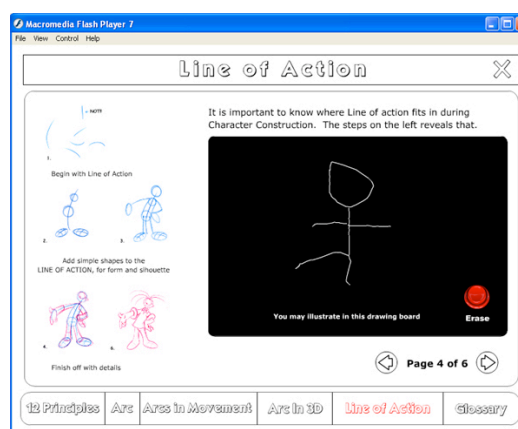 Macromedia Flash Player 7
File View Control Help
Line of Action
NOTE
1.
Begin with Line of Action
2.
3.
Add simple shapes to the
LINE OF ACTION, for form and sihouette
4.
Finish off with details
It is important to know where Line of action fits in during
Character Construction. The steps on the left reveals that.
You may illustrate in this drawing board
Erase
Page 4 of 6
12 Principles
Arc
Arcs in Movement
Arc In 3D
Line of Action
Glossary